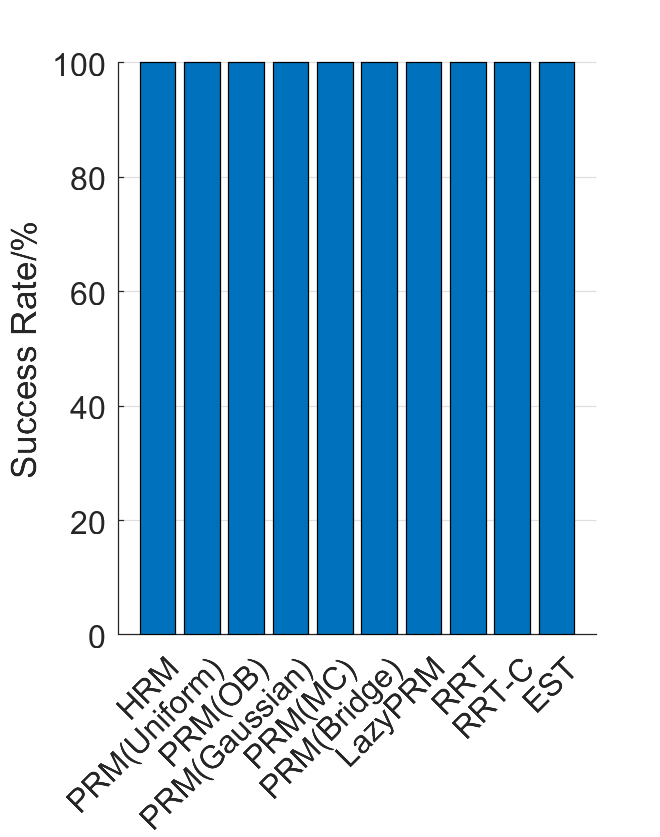 Success Rate/%
100
80
60
40
20
0
HRM
PRM(Uniform)
PRM(OB)
PRM(Gaussian)
PRM(MC)
PRM(Bridge)
LazyPRM
RRT
RRT-C
EST